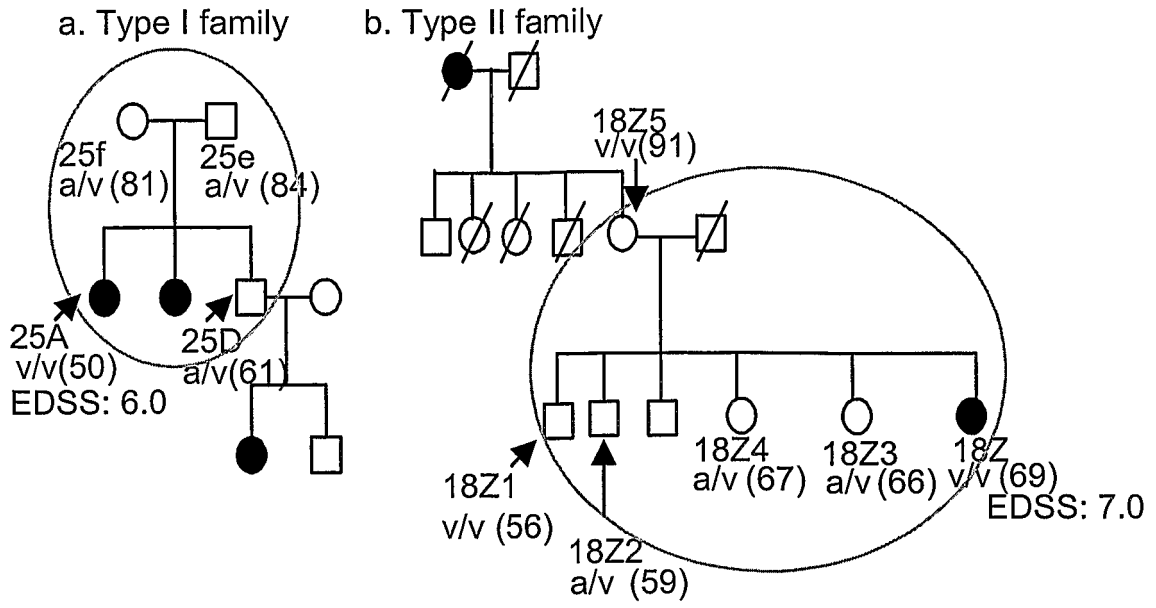 a. Type I family
b. Type II family
25f
a/v (81)
25e
a/v (84)
25A
v/v(50)
EDSS: 6.0
25D
a/v(61)
18Z5
v/v(91)
18Z1
v/v (56)
18Z2
a/v (59)
18Z4
a/v (67)
18Z3
a/v (66)
18Z
v/v (69)
EDSS: 7.0